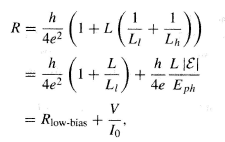 R = \frac{h}{4e^2} \left( 1 + L \left( \frac{1}{L_l} + \frac{1}{L_h} \right) \right)
= \frac{h}{4e^2} \left( 1 + \frac{L}{L_l} \right) + \frac{h}{4e} \frac{L |\mathcal{E}|}{E_{ph}}
= R_{\text{low-bias}} + \frac{V}{I_0},